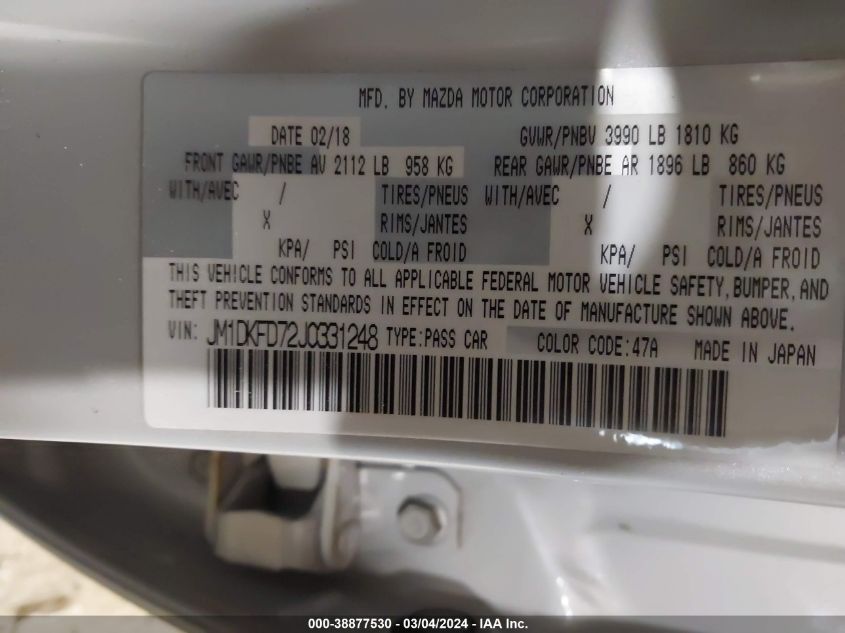 MFD. BY MAZDA MOTOR CORPORATION
DATE 02/18 GVWR/PNBV 3990 LB 1810 KG
FRONT GAWR/PNBE AV 2112 LB 958 KG REAR GAWR/PNBE AR 1896 LB 860 KG
WITH/AVEC / TIRES/PNEUS WITH/AVEC / TIRES/PNEUS
X RIMS/JANTES X RIMS/JANTES
KPA/ PSI COLD/A FROID KPA/ PSI COLD/A FROID
THIS VEHICLE CONFORMS TO ALL APPLICABLE FEDERAL MOTOR VEHICLE SAFETY, BUMPER, AND
THEFT PREVENTION STANDARDS IN EFFECT ON THE DATE OF MANUFACTURE SHOWN ABOVE.
VIN: JM1DKFD72J0331248 TYPE:PASS CAR COLOR CODE:47A MADE IN JAPAN
000-38877530 - 03/04/2024 - IAA Inc.